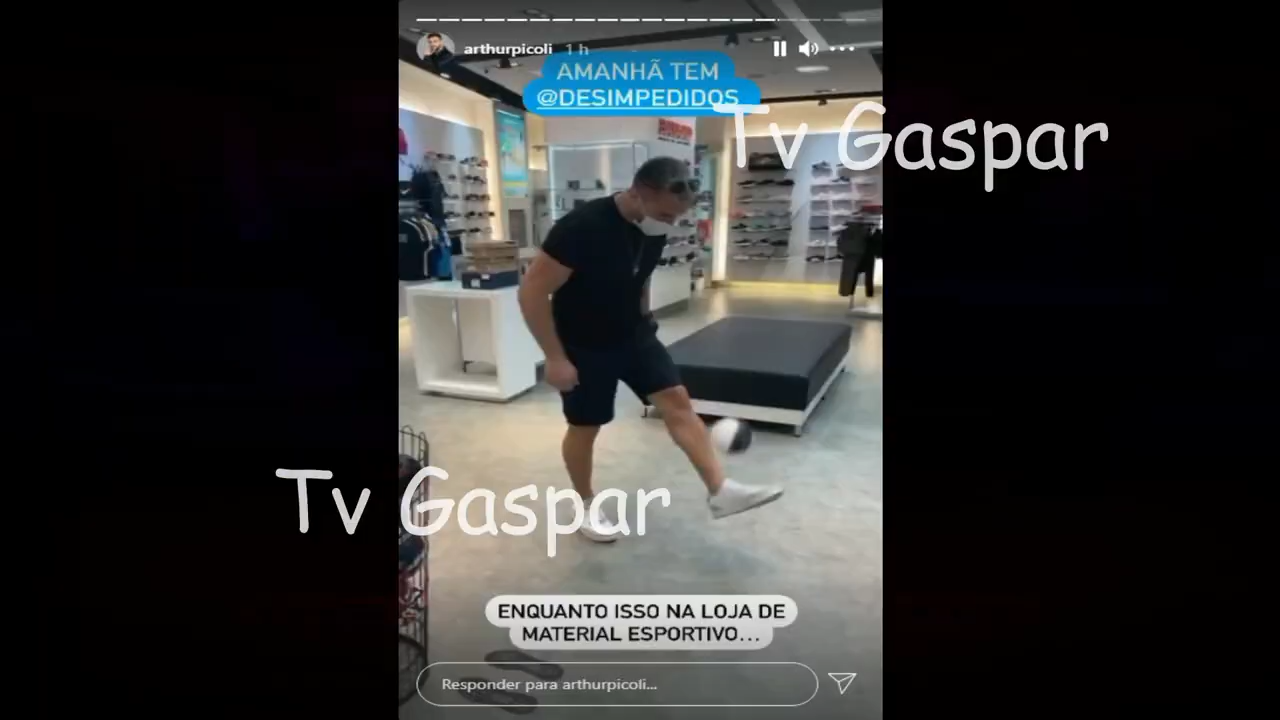 arthurpicoli 1 h
AMANHÃ TEM
@DESIMPEDIDOS
Tv Gaspar
Tv Gaspar
ENQUANTO ISSO NA LOJA DE
MATERIAL ESPORTIVO...
Responder para arthurpicoli...